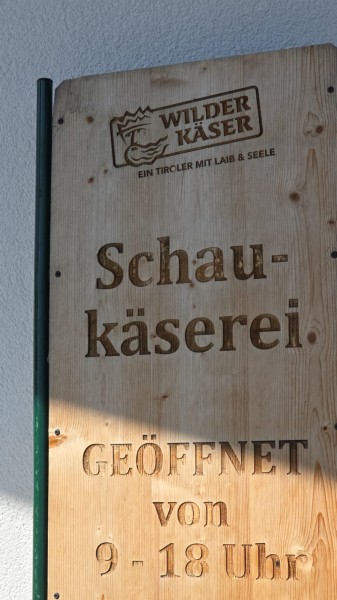 WILDER
KÄSER
EIN TIROLER MIT LAIB & SEELE
Schau-
käserei
GEÖFFNET
von
9 - 18 Uhr